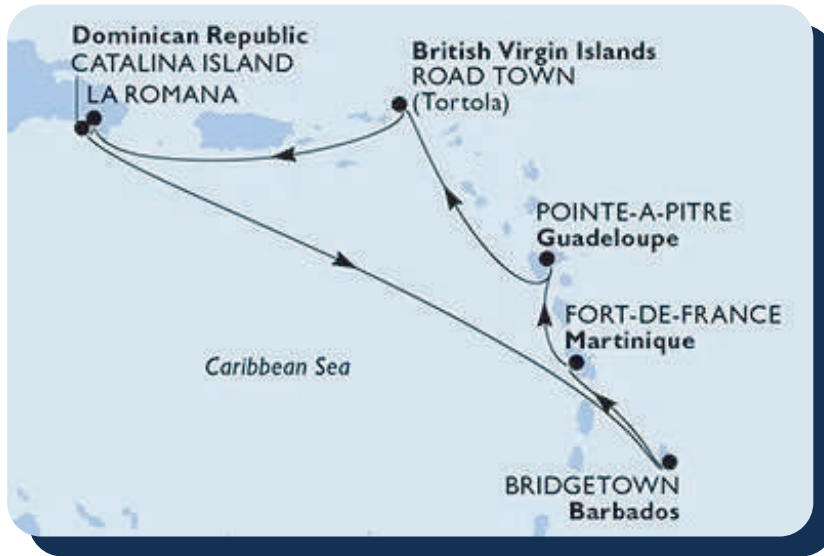 Dominican Republic
CATALINA ISLAND
LA ROMANA
British Virgin Islands
ROAD TOWN
(Tortola)
POINTE-A-PITRE
Guadeloupe
FORT-DE-FRANCE
Martinique
Caribbean Sea
BRIDGETOWN
Barbados